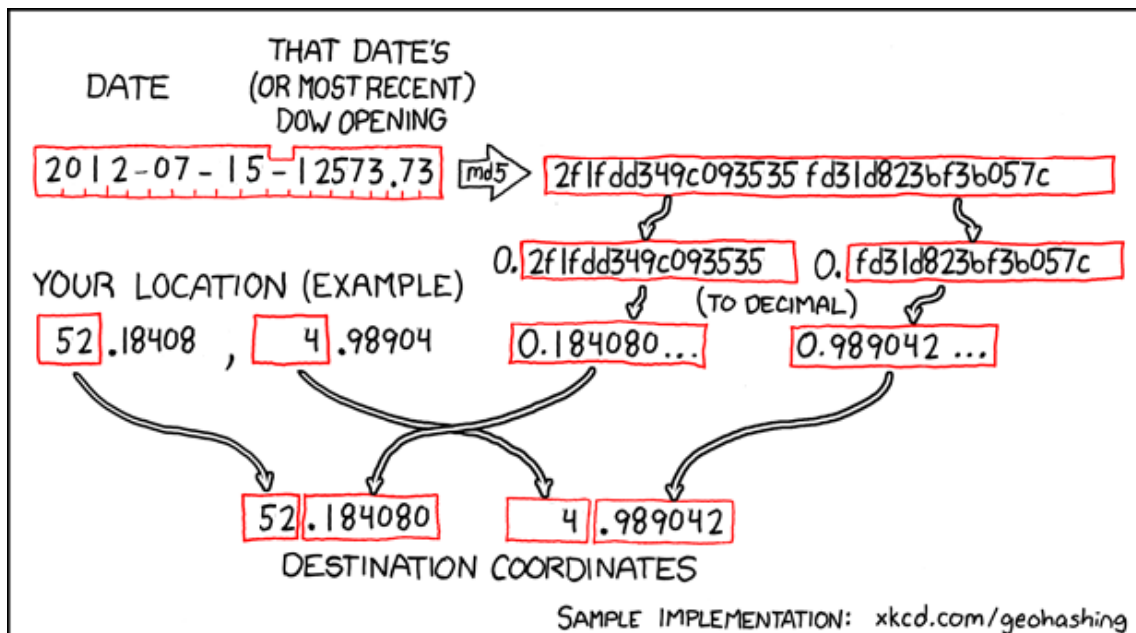 DATE
THAT DATE'S
(OR MOST RECENT)
DOW OPENING
2012-07-15-12573.73
md5
2f1fdd349c093535fd31d823bf3b057c
0.2f1fdd349c093535
0.fd31d823bf3b057c
YOUR LOCATION (EXAMPLE)
(TO DECIMAL)
52.18408, 4.98904
0.184080...
0.989042...
52.184080
4.989042
DESTINATION COORDINATES
SAMPLE IMPLEMENTATION: xkcd.com/geohashing